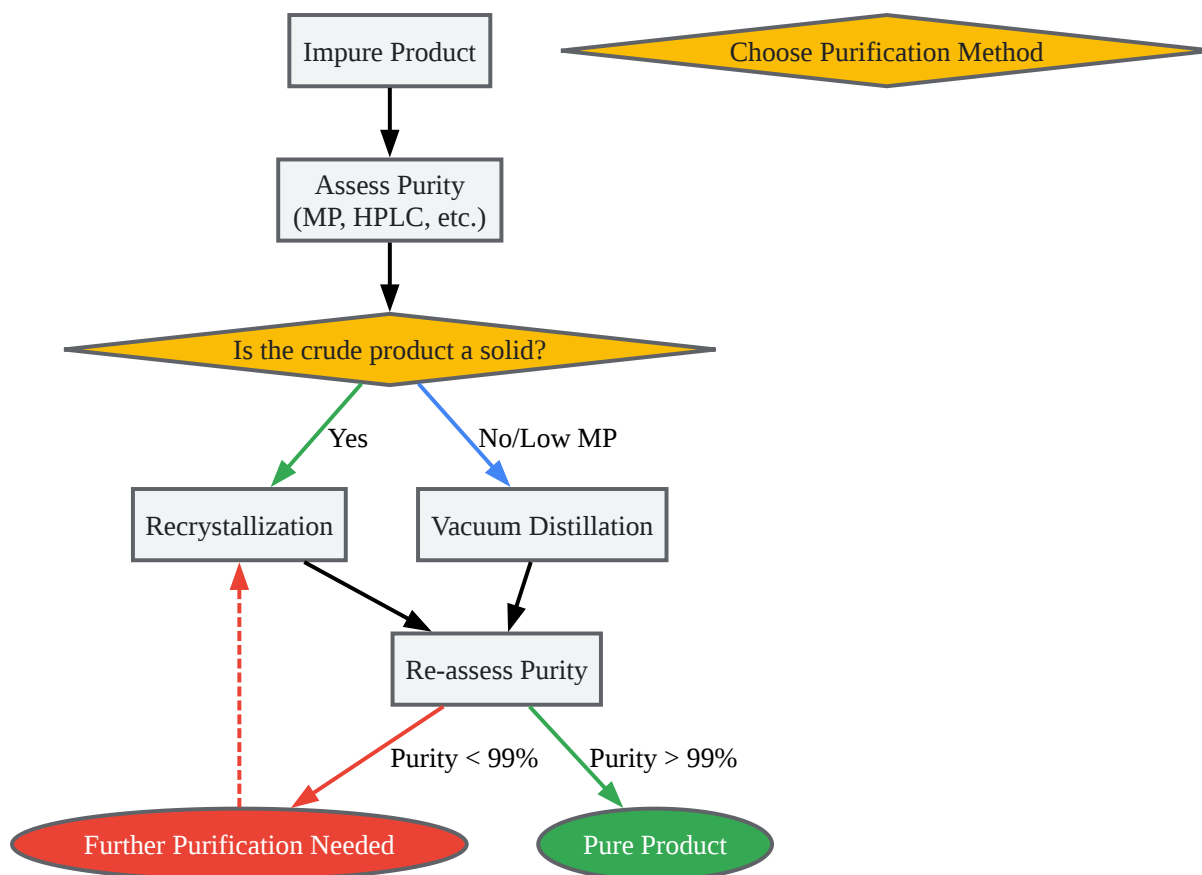 Impure Product
Choose Purification Method
Assess Purity
(MP, HPLC, etc.)
Is the crude product a solid?
Yes
No/Low MP
Recrystallization
Vacuum Distillation
Re-assess Purity
Purity < 99%
Purity > 99%
Further Purification Needed
Pure Product